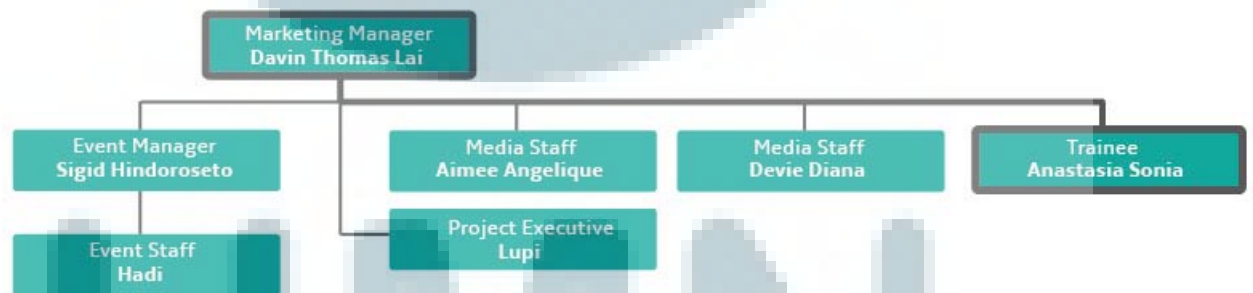 Marketing Manager
Davin Thomas Lai
Event Manager
Sigid Hindoroseto
Media Staff
Aimee Angelique
Media Staff
Devie Diana
Trainee
Anastasia Sonia
Project Executive
Lupi
Event Staff
Hadi